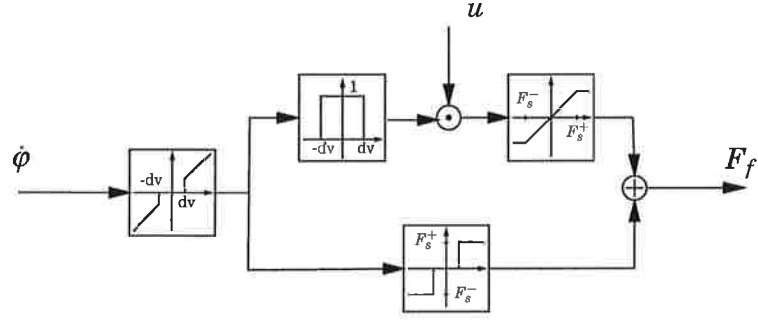 u
1
-dv dv
F_s^- F_s^+
φ̇
-dv
dv
F_f
F_s^+
F_s^-